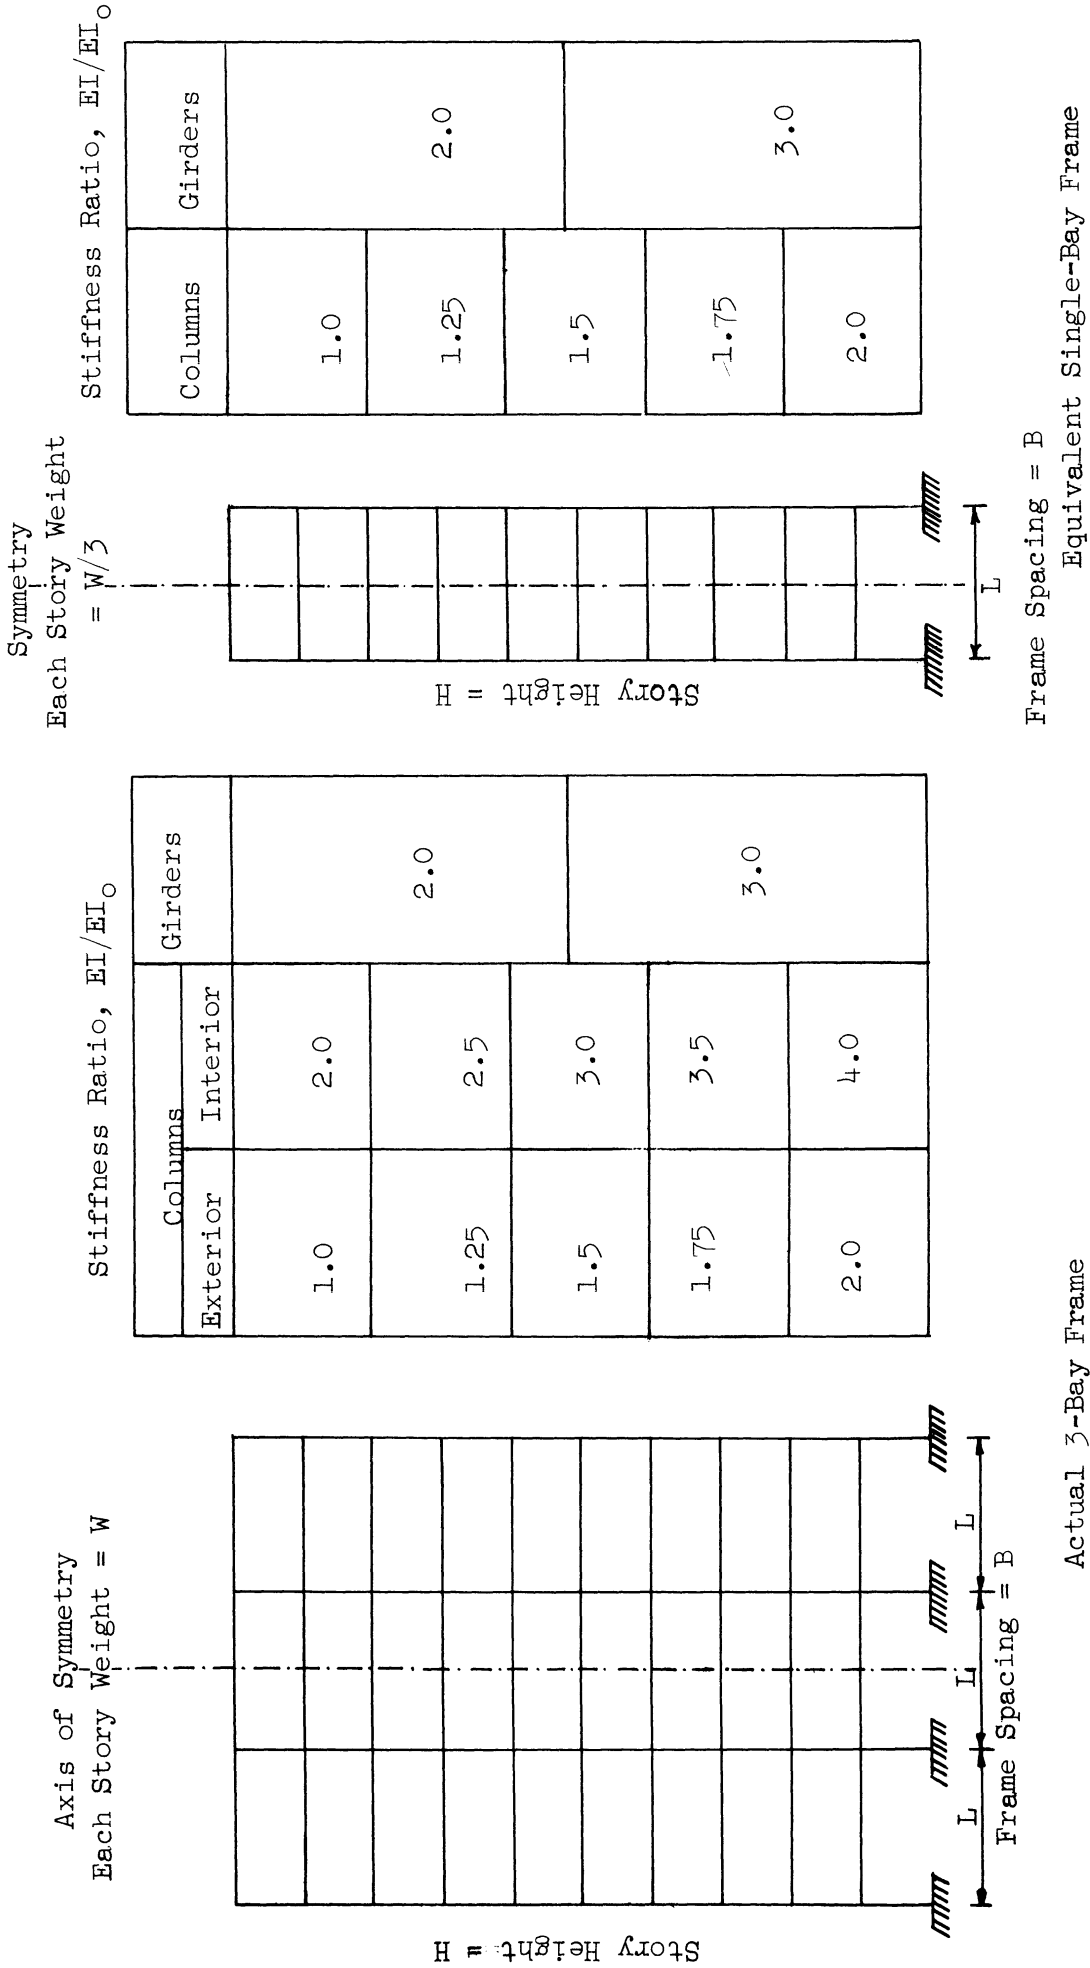 Axis of Symmetry
Each Story Weight = W
Story Height = H
L
L
L
Frame Spacing = B
Stiffness Ratio, EI/EIo
Columns
Girders
Exterior
Interior
1.0
2.0
2.0
1.25
2.5
1.5
3.0
1.75
3.5
3.0
2.0
4.0
Actual 3-Bay Frame
Symmetry
Each Story Weight
= W/3
Story Height = H
L
Frame Spacing = B
Stiffness Ratio, EI/EIo
Columns
Girders
1.0
2.0
1.25
1.5
1.75
3.0
2.0
Equivalent Single-Bay Frame